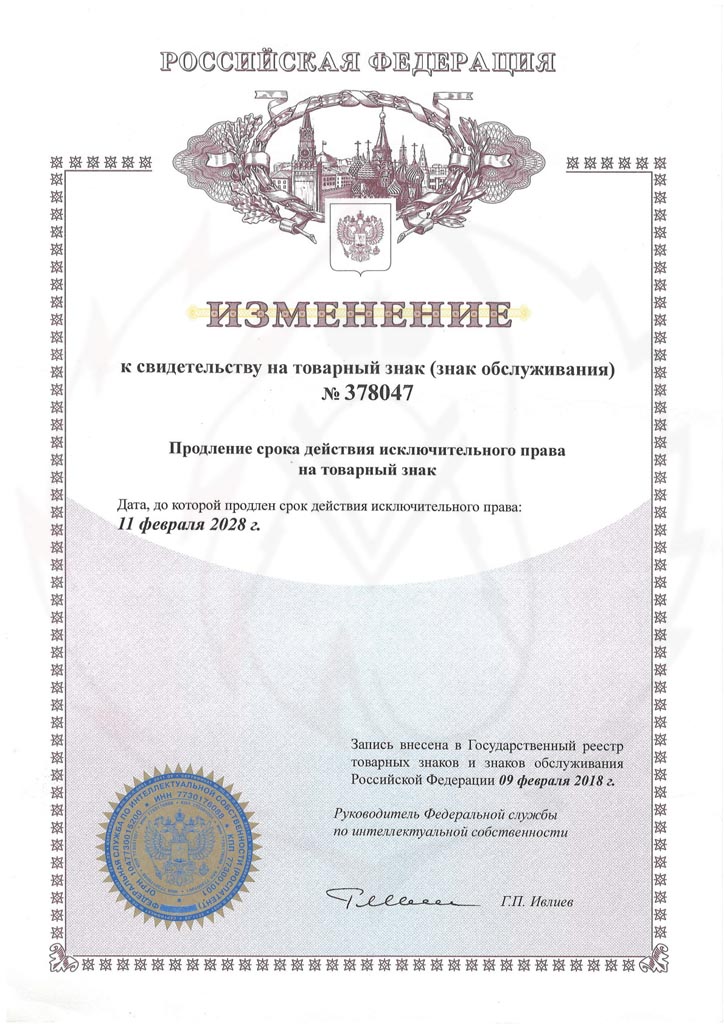 РОССИЙСКАЯ ФЕДЕРАЦИЯ
ИЗМЕНЕНИЕ
к свидетельству на товарный знак (знак обслуживания)
№ 378047
Продление срока действия исключительного права
на товарный знак
Дата, до которой продлен срок действия исключительного права:
11 февраля 2028 г.
Запись внесена в Государственный реестр
товарных знаков и знаков обслуживания
Российской Федерации 09 февраля 2018 г.
Руководитель Федеральной службы
по интеллектуальной собственности
Г.П. Ивлиев
ФЕДЕРАЛЬНАЯ СЛУЖБА ПО ИНТЕЛЛЕКТУАЛЬНОЙ СОБСТВЕННОСТИ (РОСПАТЕНТ)
ОГРН 1047730015200 ИНН 7730176088 КПП 773001001